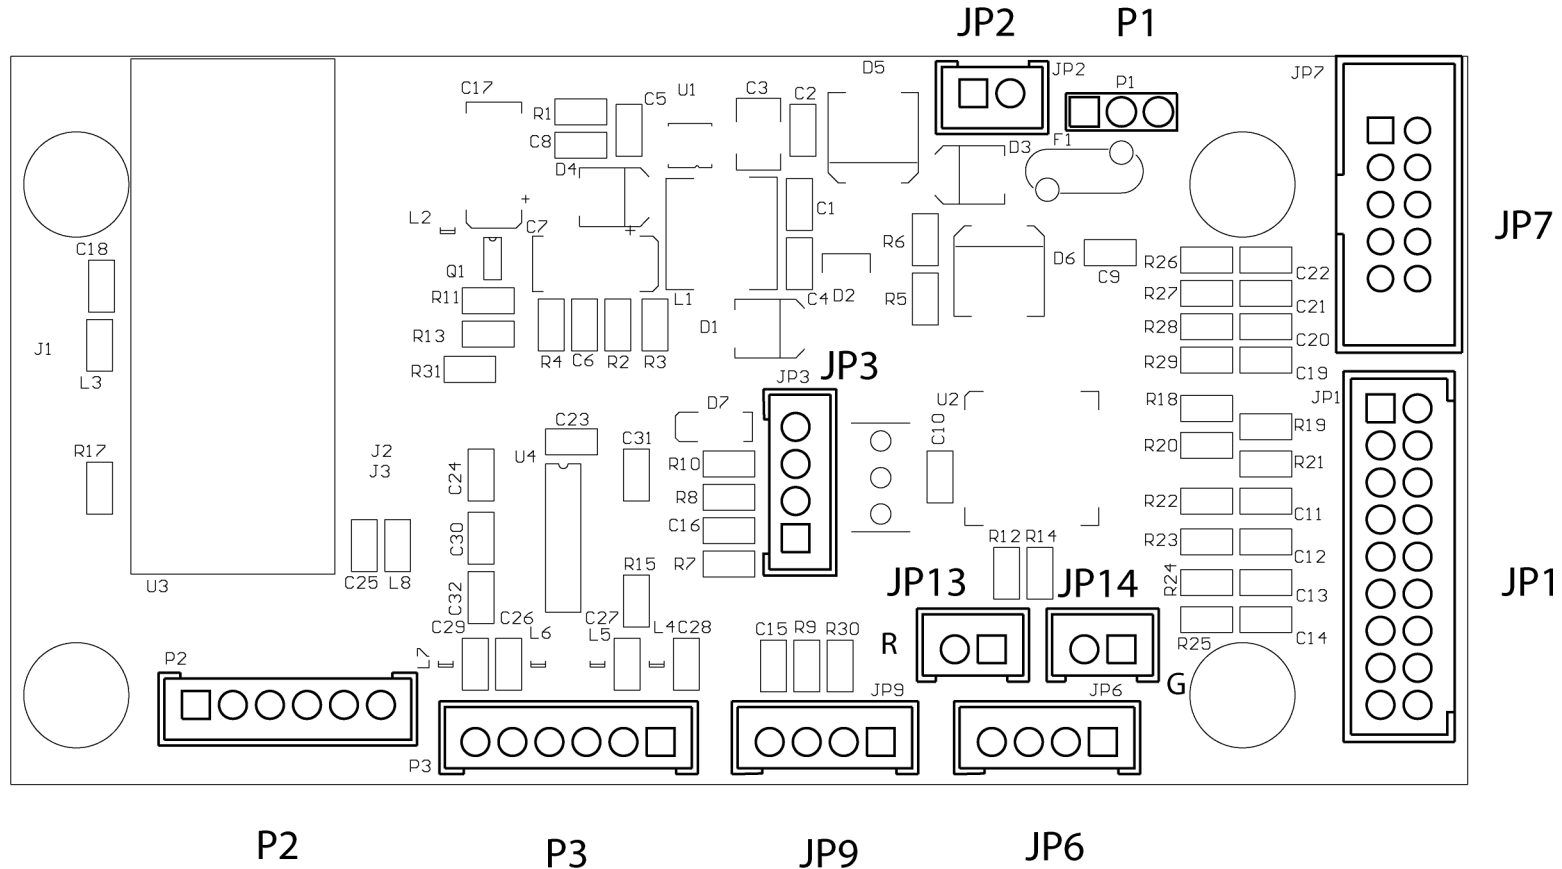 JP2 P1
D5
JP2
JP7
C17 C5 U1 C3 C2 P1
R1
C8
F1
D3
D4
+
L2 C7 + C1
JP7
R6
C18 Q1 D6 C9 R26 C22
R11 L1 C4 D2 R5 R27 C21
D1
R13 R28 C20
J1
R4 C6 R2 R3 R29 C19
R31 JP3
L3 JP3
D7 U2 R18 JP1
C23 C10 R19
R17 J2 U4 C31 R20
J3 C24 R10 R21
R8 R22 C11
C16
C30 R12 R14 R23 C12
R7
U3 C25 L8 R15 JP13 JP14 R24 JP1
C32 C13
C29 C26 L6 C27 L5 L4 C28 C15 R9 R30 R C14
R25
P2 L7
G
JP9 JP6
P3
P2 P3 JP9 JP6